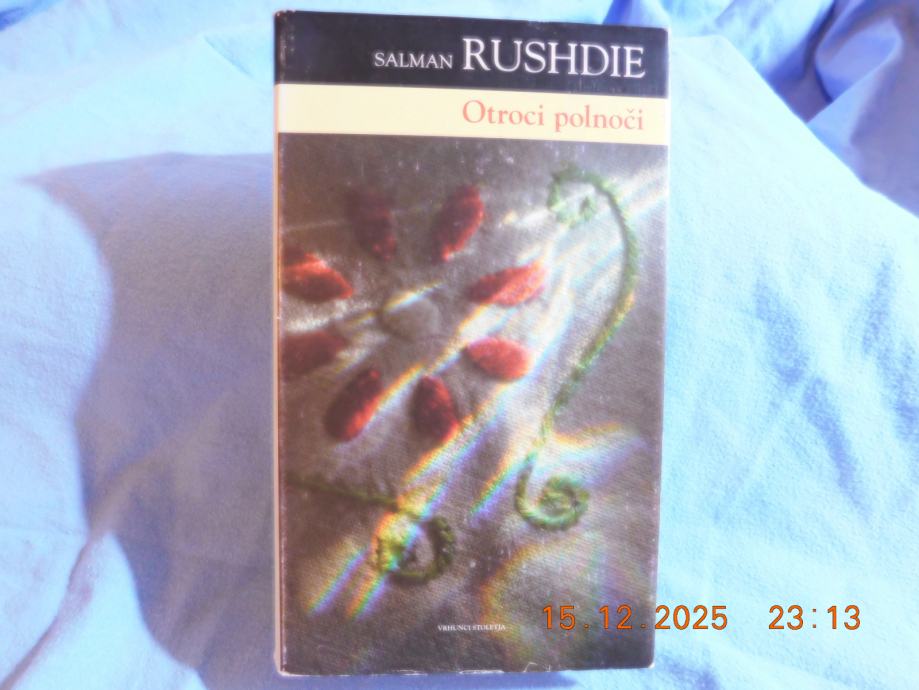 SALMAN RUSHDIE
Otroci polnoči
VRHUNCI STOLETJA
15.12.2025 23:13